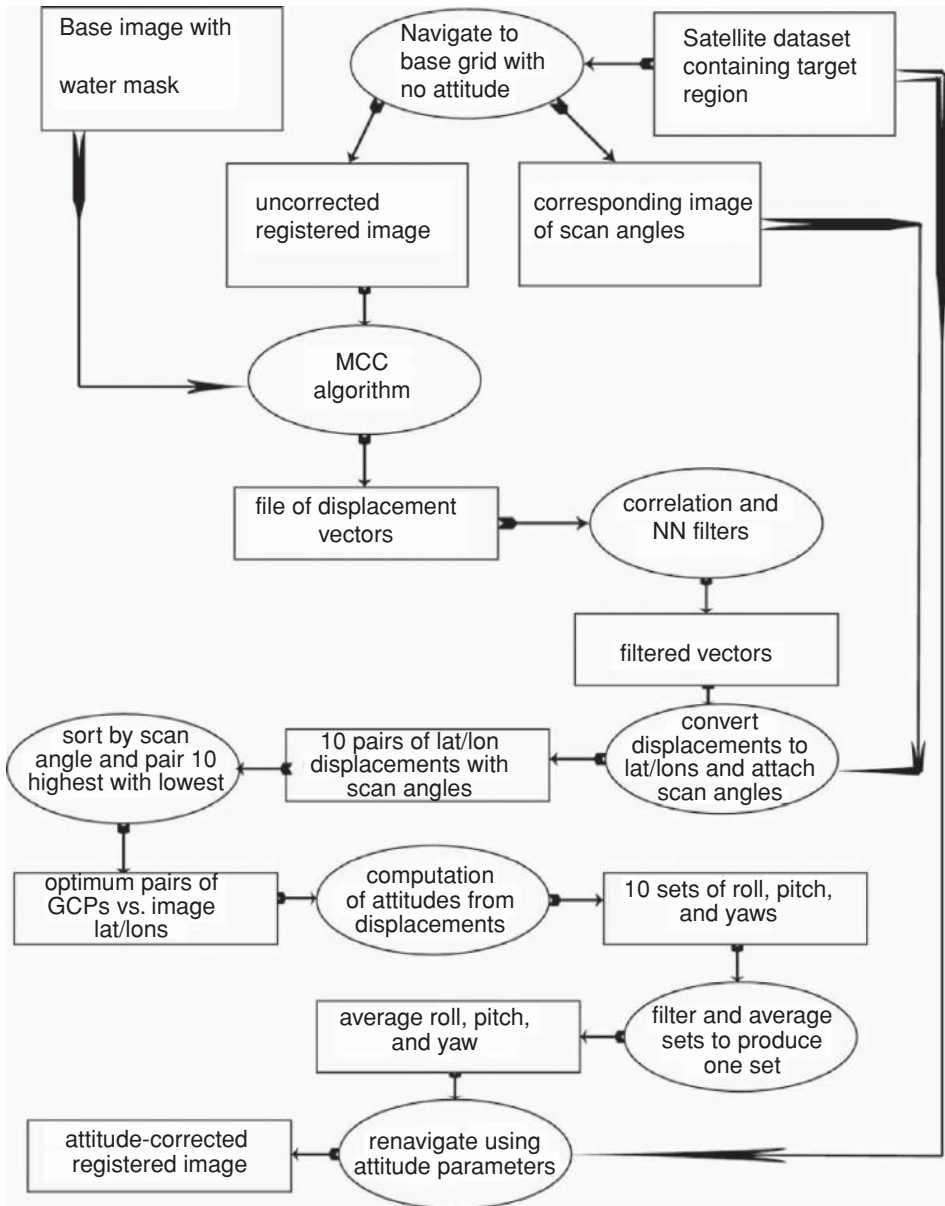 Base image with
water mask
Navigate to
base grid with
no attitude
Satellite dataset
containing target
region
uncorrected
registered image
corresponding image
of scan angles
MCC
algorithm
file of displacement
vectors
correlation and
NN filters
filtered vectors
convert
displacements to
lat/lons and attach
scan angles
10 pairs of lat/lon
displacements with
scan angles
sort by scan
angle and pair 10
highest with lowest
optimum pairs of
GCPs vs. image
lat/lons
computation
of attitudes from
displacements
10 sets of roll, pitch,
and yaws
filter and average
sets to produce
one set
average roll, pitch,
and yaw
renavigate using
attitude parameters
attitude-corrected
registered image